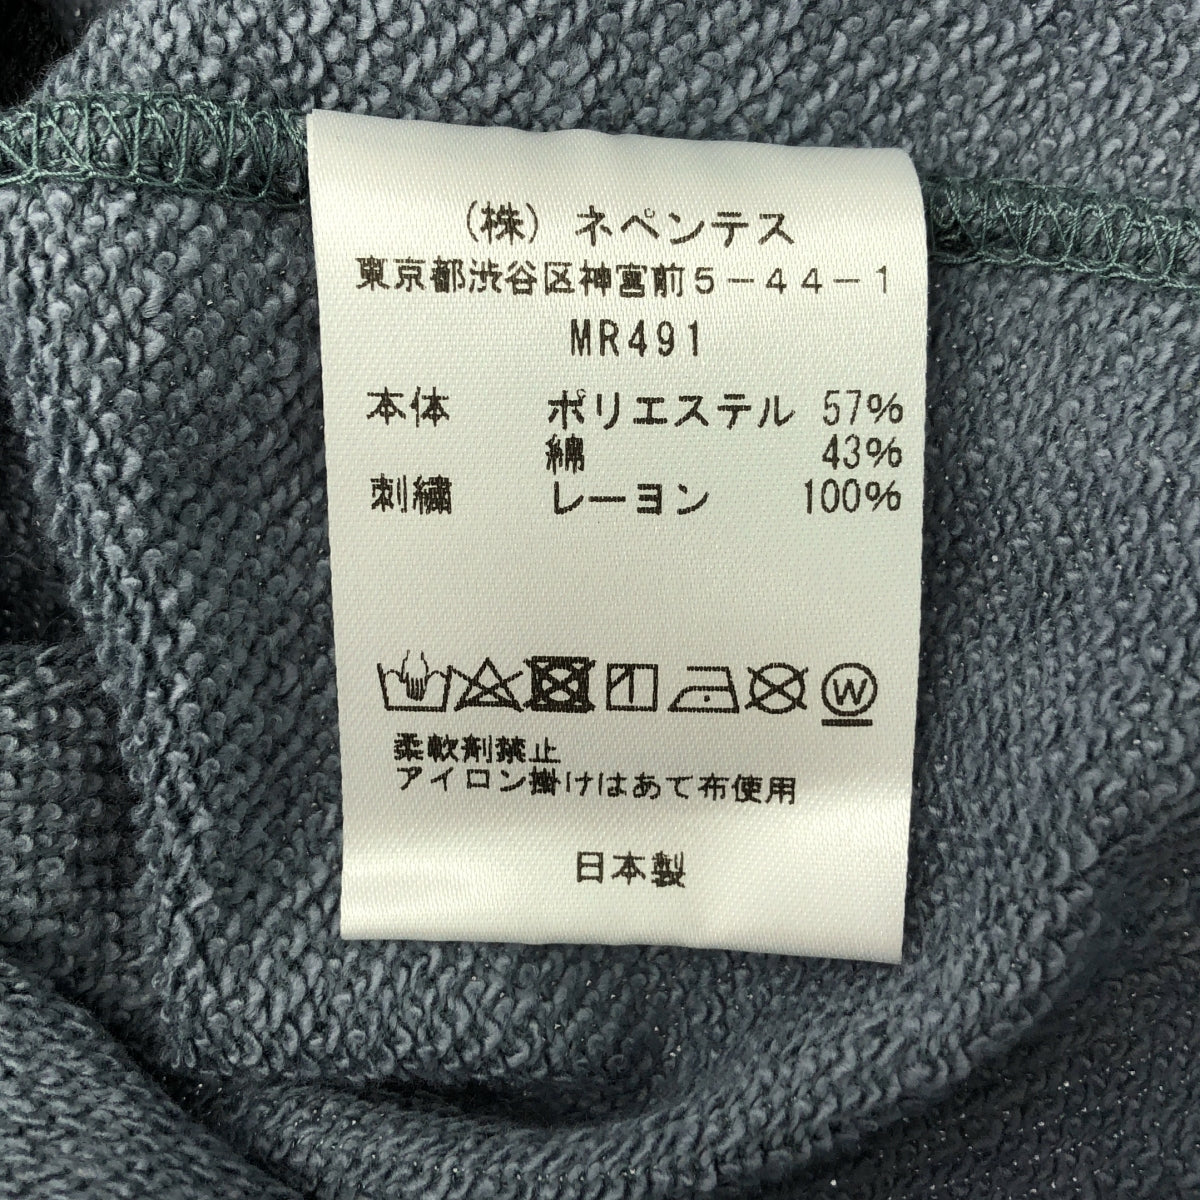 （株）ネペンテス
東京都渋谷区神宮前５−４４−１
MR491
本体 ポリエステル 57%
綿 43%
刺繍 レーヨン 100%
W
柔軟剤禁止
アイロン掛けはあて布使用
日本製